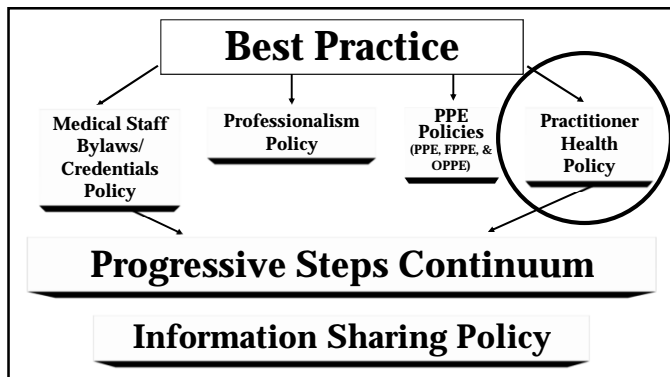 Best Practice
Medical Staff
Bylaws/
Credentials
Policy
Professionalism
Policy
PPE
Policies
(PPE, FPPE, &
OPPE)
Practitioner
Health
Policy
Progressive Steps Continuum
Information Sharing Policy